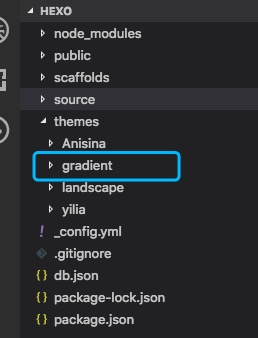 HEXO
node_modules
public
scaffolds
source
themes
Anisina
gradient
landscape
yilia
! _config.yml
.gitignore
{} db.json
{} package-lock.json
{} package.json